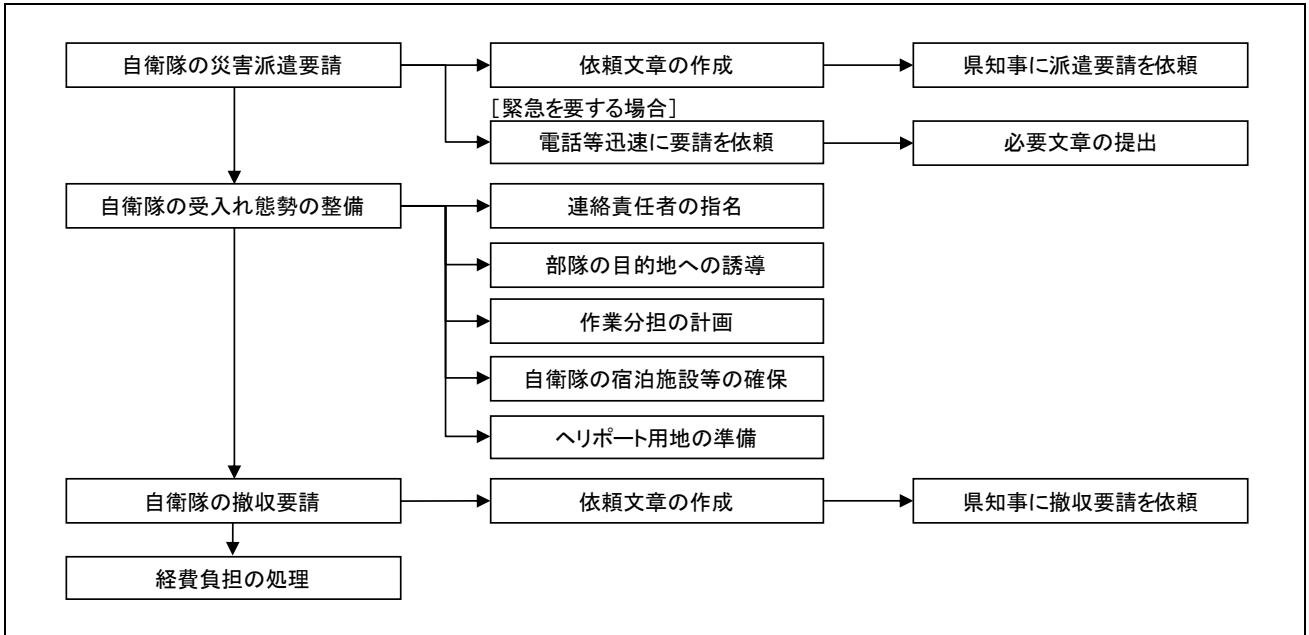 自衛隊の災害派遣要請
依頼文章の作成
県知事に派遣要請を依頼
[緊急を要する場合]
電話等迅速に要請を依頼
必要文章の提出
自衛隊の受入れ態勢の整備
連絡責任者の指名
部隊の目的地への誘導
作業分担の計画
自衛隊の宿泊施設等の確保
ヘリポート用地の準備
自衛隊の撤収要請
依頼文章の作成
県知事に撤収要請を依頼
経費負担の処理